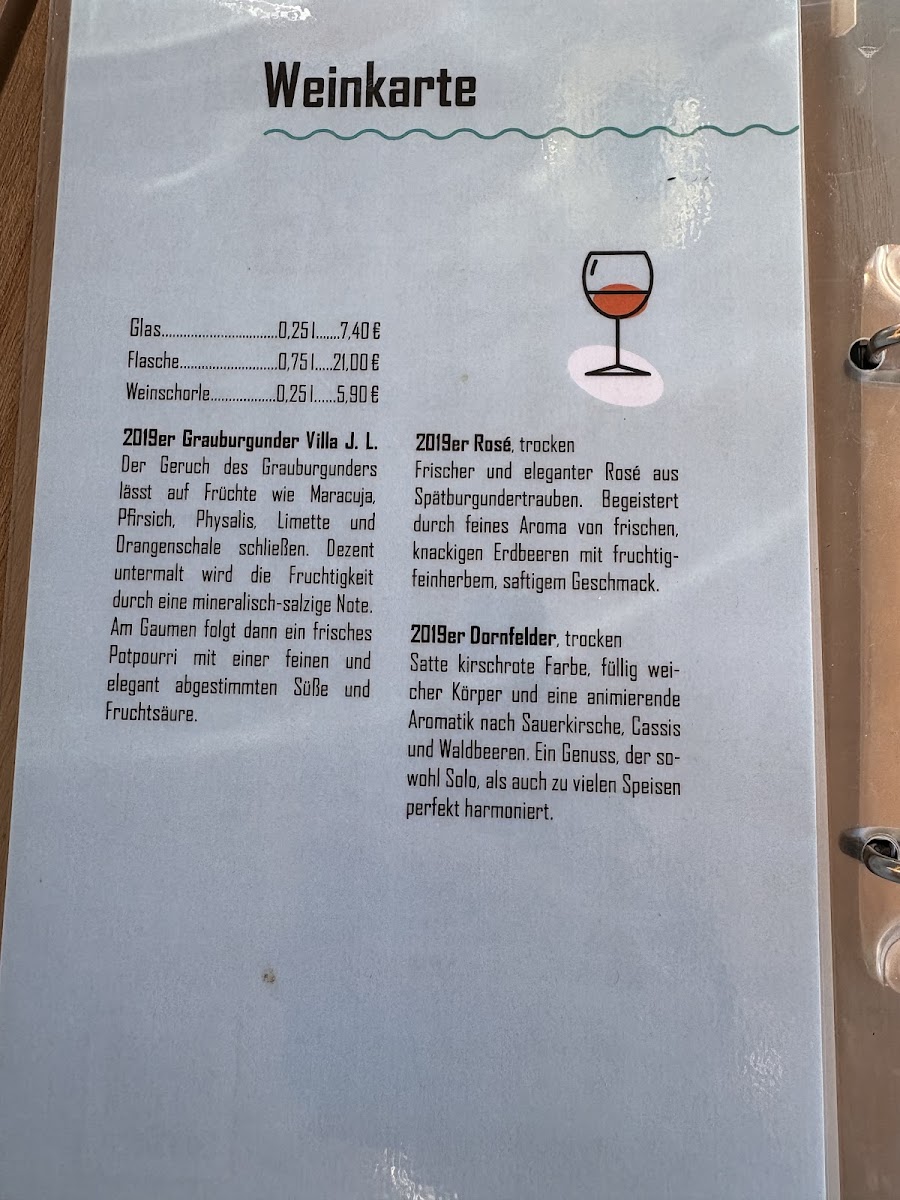 Weinkarte
Glas..............................0,25 l.......7,40 €
Flasche.........................0,75 l.....21,00 €
Weinschorle.................0,25 l......5,90 €
2019er Grauburgunder Villa J. L.
Der Geruch des Grauburgunders
lässt auf Früchte wie Maracuja,
Pfirsich, Physalis, Limette und
Orangenschale schließen. Dezent
untermalt wird die Fruchtigkeit
durch eine mineralisch-salzige Note.
Am Gaumen folgt dann ein frisches
Potpourri mit einer feinen und
elegant abgestimmten Süße und
Fruchtsäure.
2019er Rosé, trocken
Frischer und eleganter Rosé aus
Spätburgundertrauben. Begeistert
durch feines Aroma von frischen,
knackigen Erdbeeren mit fruchtig-
feinherbem, saftigem Geschmack.
2019er Dornfelder, trocken
Satte kirschrote Farbe, füllig wei-
cher Körper und eine animierende
Aromatik nach Sauerkirsche, Cassis
und Waldbeeren. Ein Genuss, der so-
wohl Solo, als auch zu vielen Speisen
perfekt harmoniert.